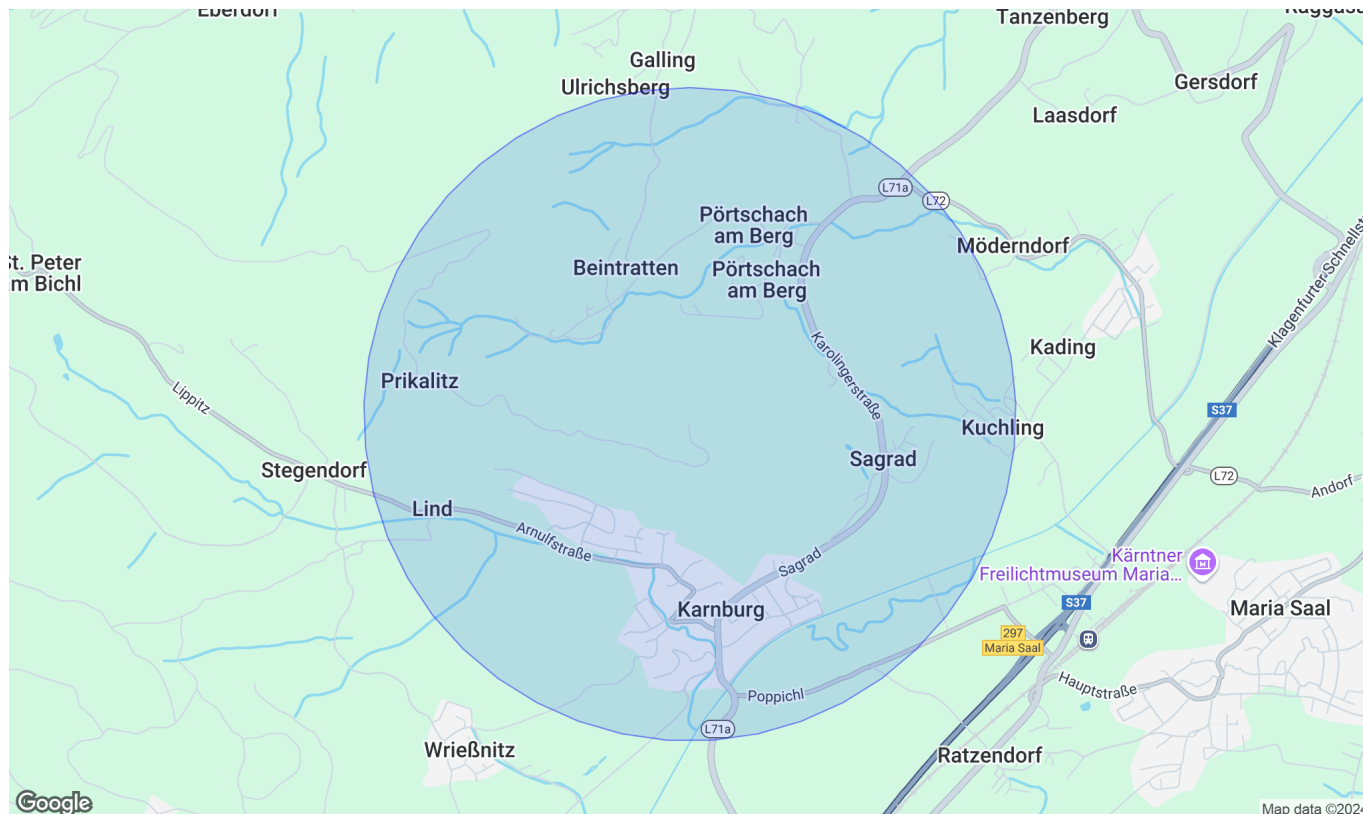 Eberdorf
Tanzenberg
Galling
Ulrichsberg
Gersdorf
Laasdorf
L71a
L72
Pörtschach
am Berg
Möderndorf
St. Peter
am Bichl
Beintratten
Pörtschach
am Berg
Klagenfurter-Schnellst
Karolingerstraße
Kading
Prikalitz
Lippitz
S37
Kuchling
Sagrad
Stegendorf
L72
Andorf
Lind
Arnulfstraße
Sagrad
Kärntner
Freilichtmuseum Maria...
S37
Karnburg
Maria Saal
297
Maria Saal
Hauptstraße
Poppichl
L71a
Wrießnitz
Ratzendorf
Google
Map data ©2024